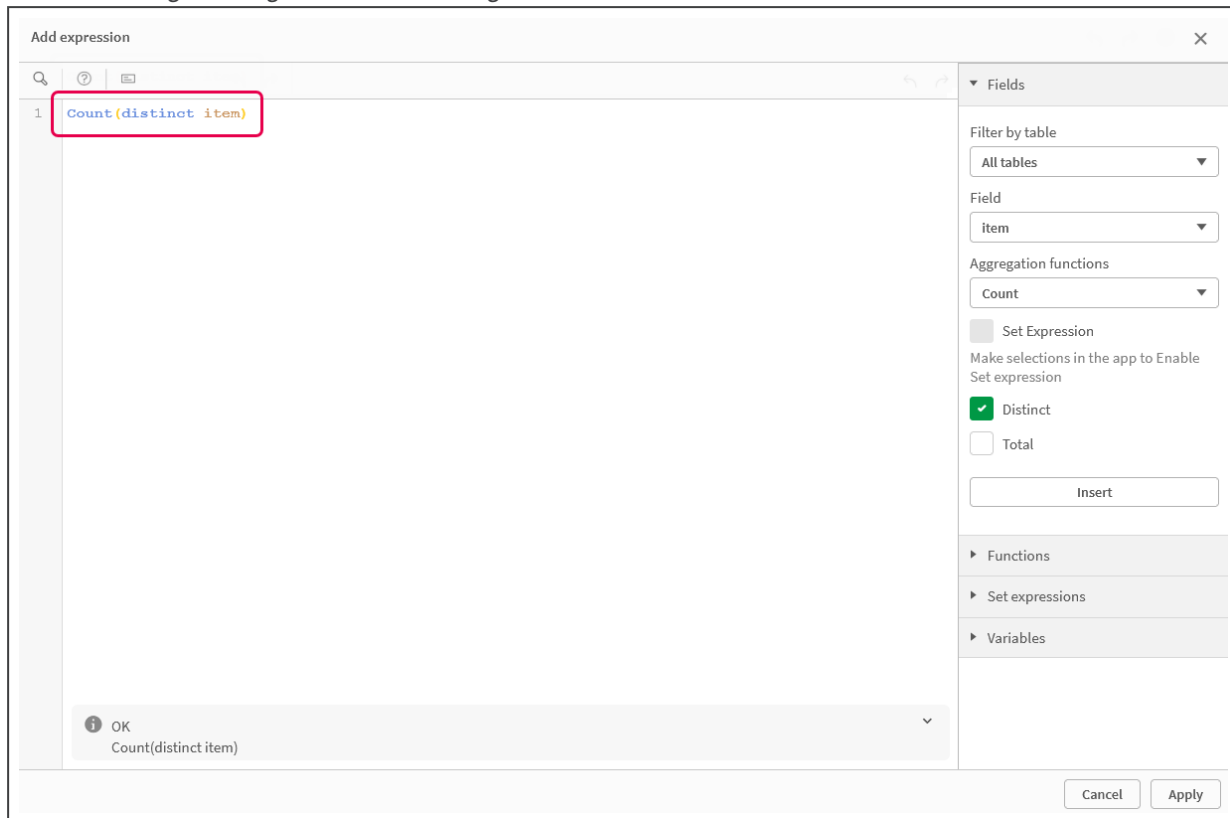 Add expression
1 Count(distinct item)
OK
Count(distinct item)
Fields
Filter by table
All tables
Field
item
Aggregation functions
Count
Set Expression
Make selections in the app to Enable
Set expression
Distinct
Total
Insert
Functions
Set expressions
Variables
Cancel Apply